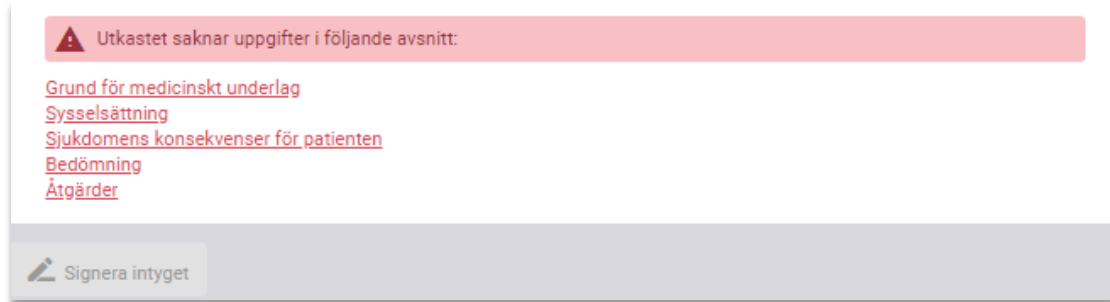 Utkastet saknar uppgifter i följande avsnitt:
Grund för medicinskt underlag
Sysselsättning
Sjukdomens konsekvenser för patienten
Bedömning
Åtgärder
Signera intyget